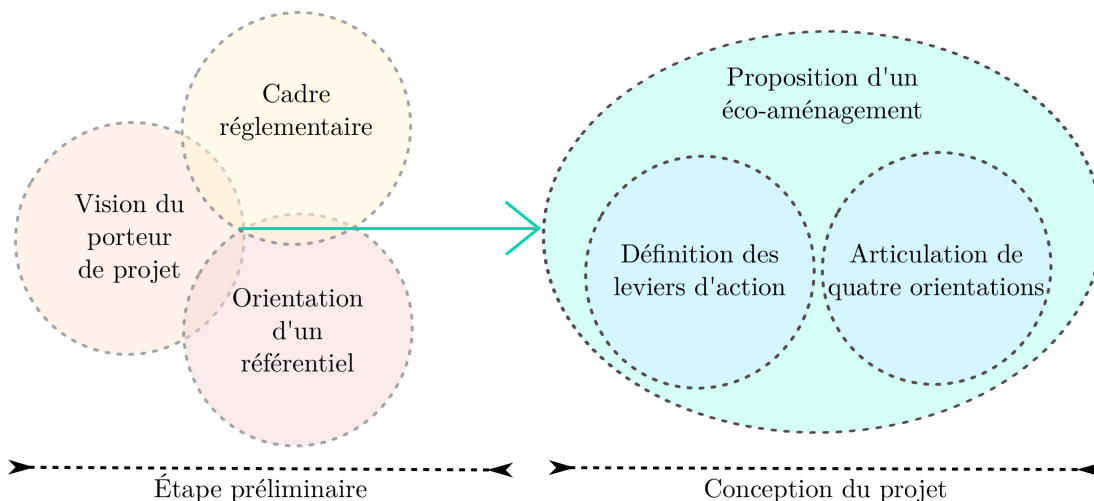 Cadre
réglementaire
Vision du
porteur
de projet
Orientation
d'un
référentiel
Proposition d'un
éco-aménagement
Définition des
leviers d'action
Articulation de
quatre orientations
Étape préliminaire
Conception du projet